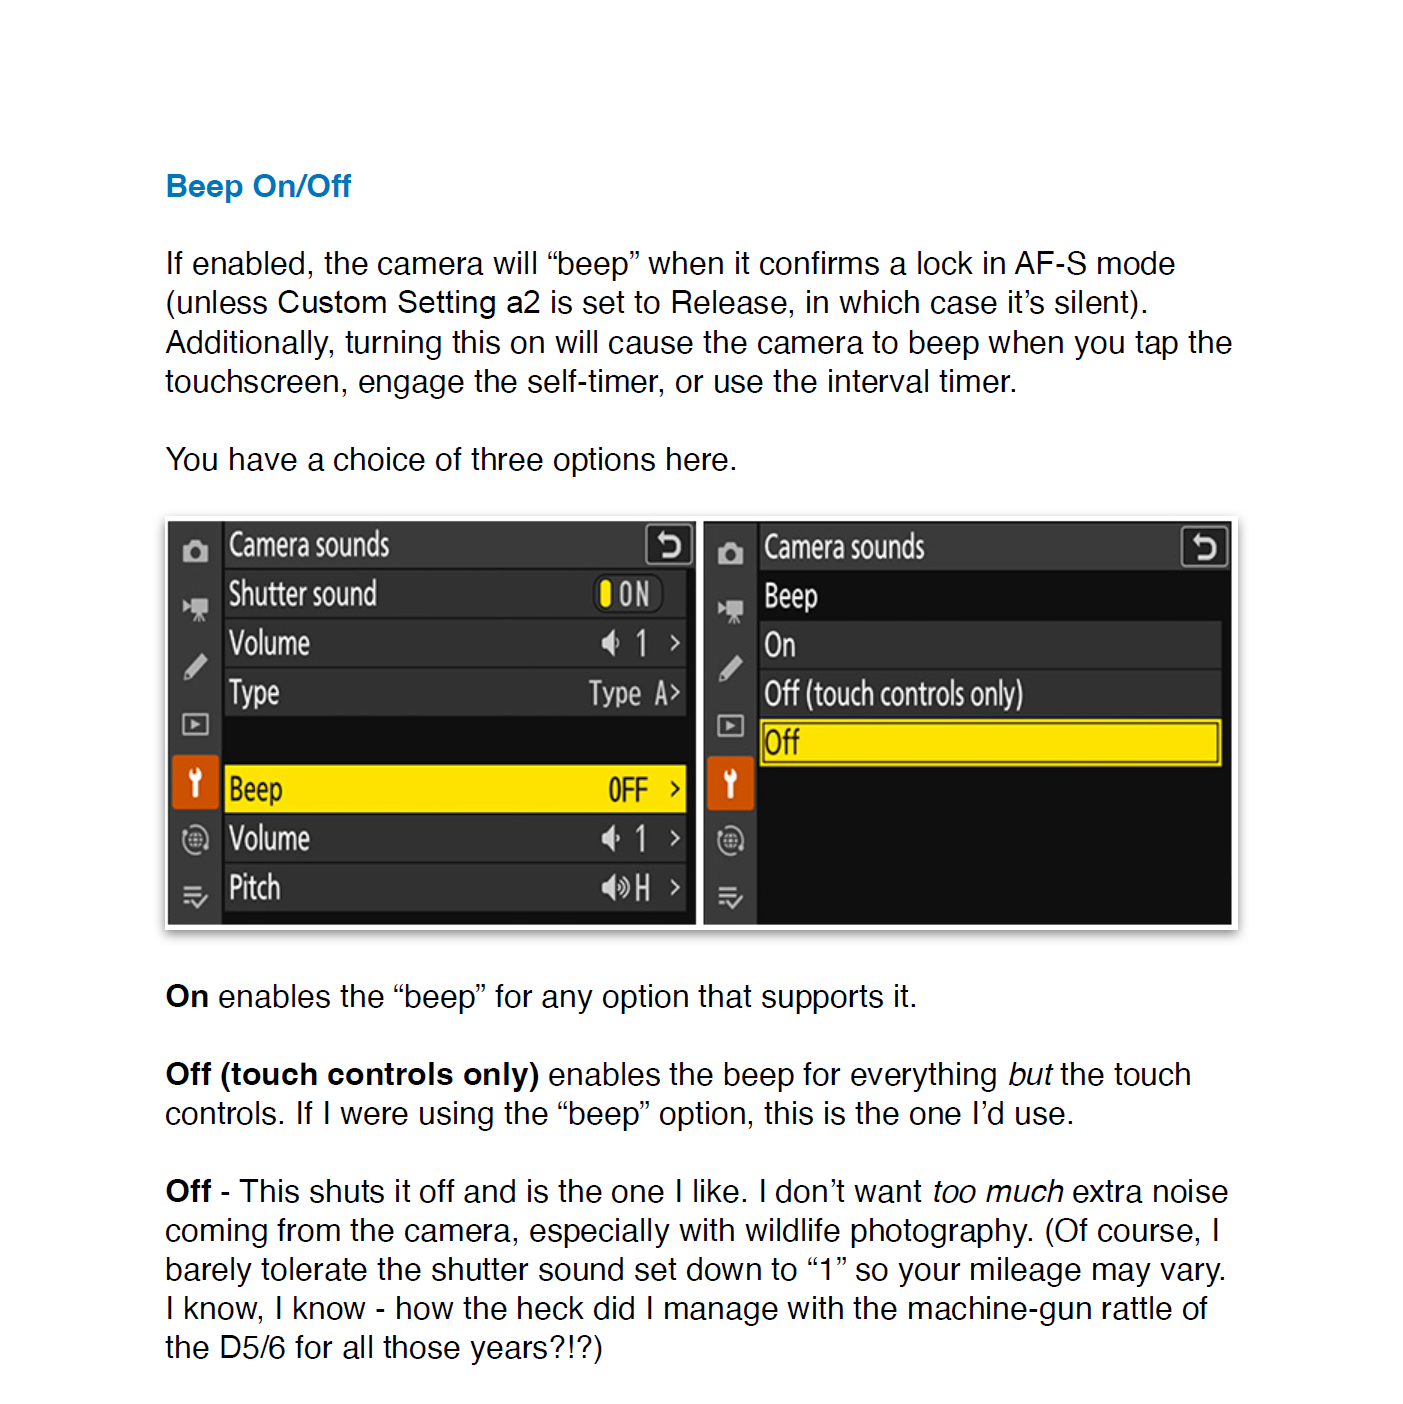 Beep On/Off
If enabled, the camera will “beep” when it confirms a lock in AF-S mode
(unless Custom Setting a2 is set to Release, in which case it’s silent).
Additionally, turning this on will cause the camera to beep when you tap the
touchscreen, engage the self-timer, or use the interval timer.
You have a choice of three options here.
Camera sounds
Shutter sound ON
Volume 1 >
Type Type A>
Beep OFF >
Volume 1 >
Pitch H >
Camera sounds
Beep
On
Off (touch controls only)
Off
On enables the “beep” for any option that supports it.
Off (touch controls only) enables the beep for everything but the touch
controls. If I were using the “beep” option, this is the one I’d use.
Off - This shuts it off and is the one I like. I don’t want too much extra noise
coming from the camera, especially with wildlife photography. (Of course, I
barely tolerate the shutter sound set down to “1” so your mileage may vary.
I know, I know - how the heck did I manage with the machine-gun rattle of
the D5/6 for all those years?!?)